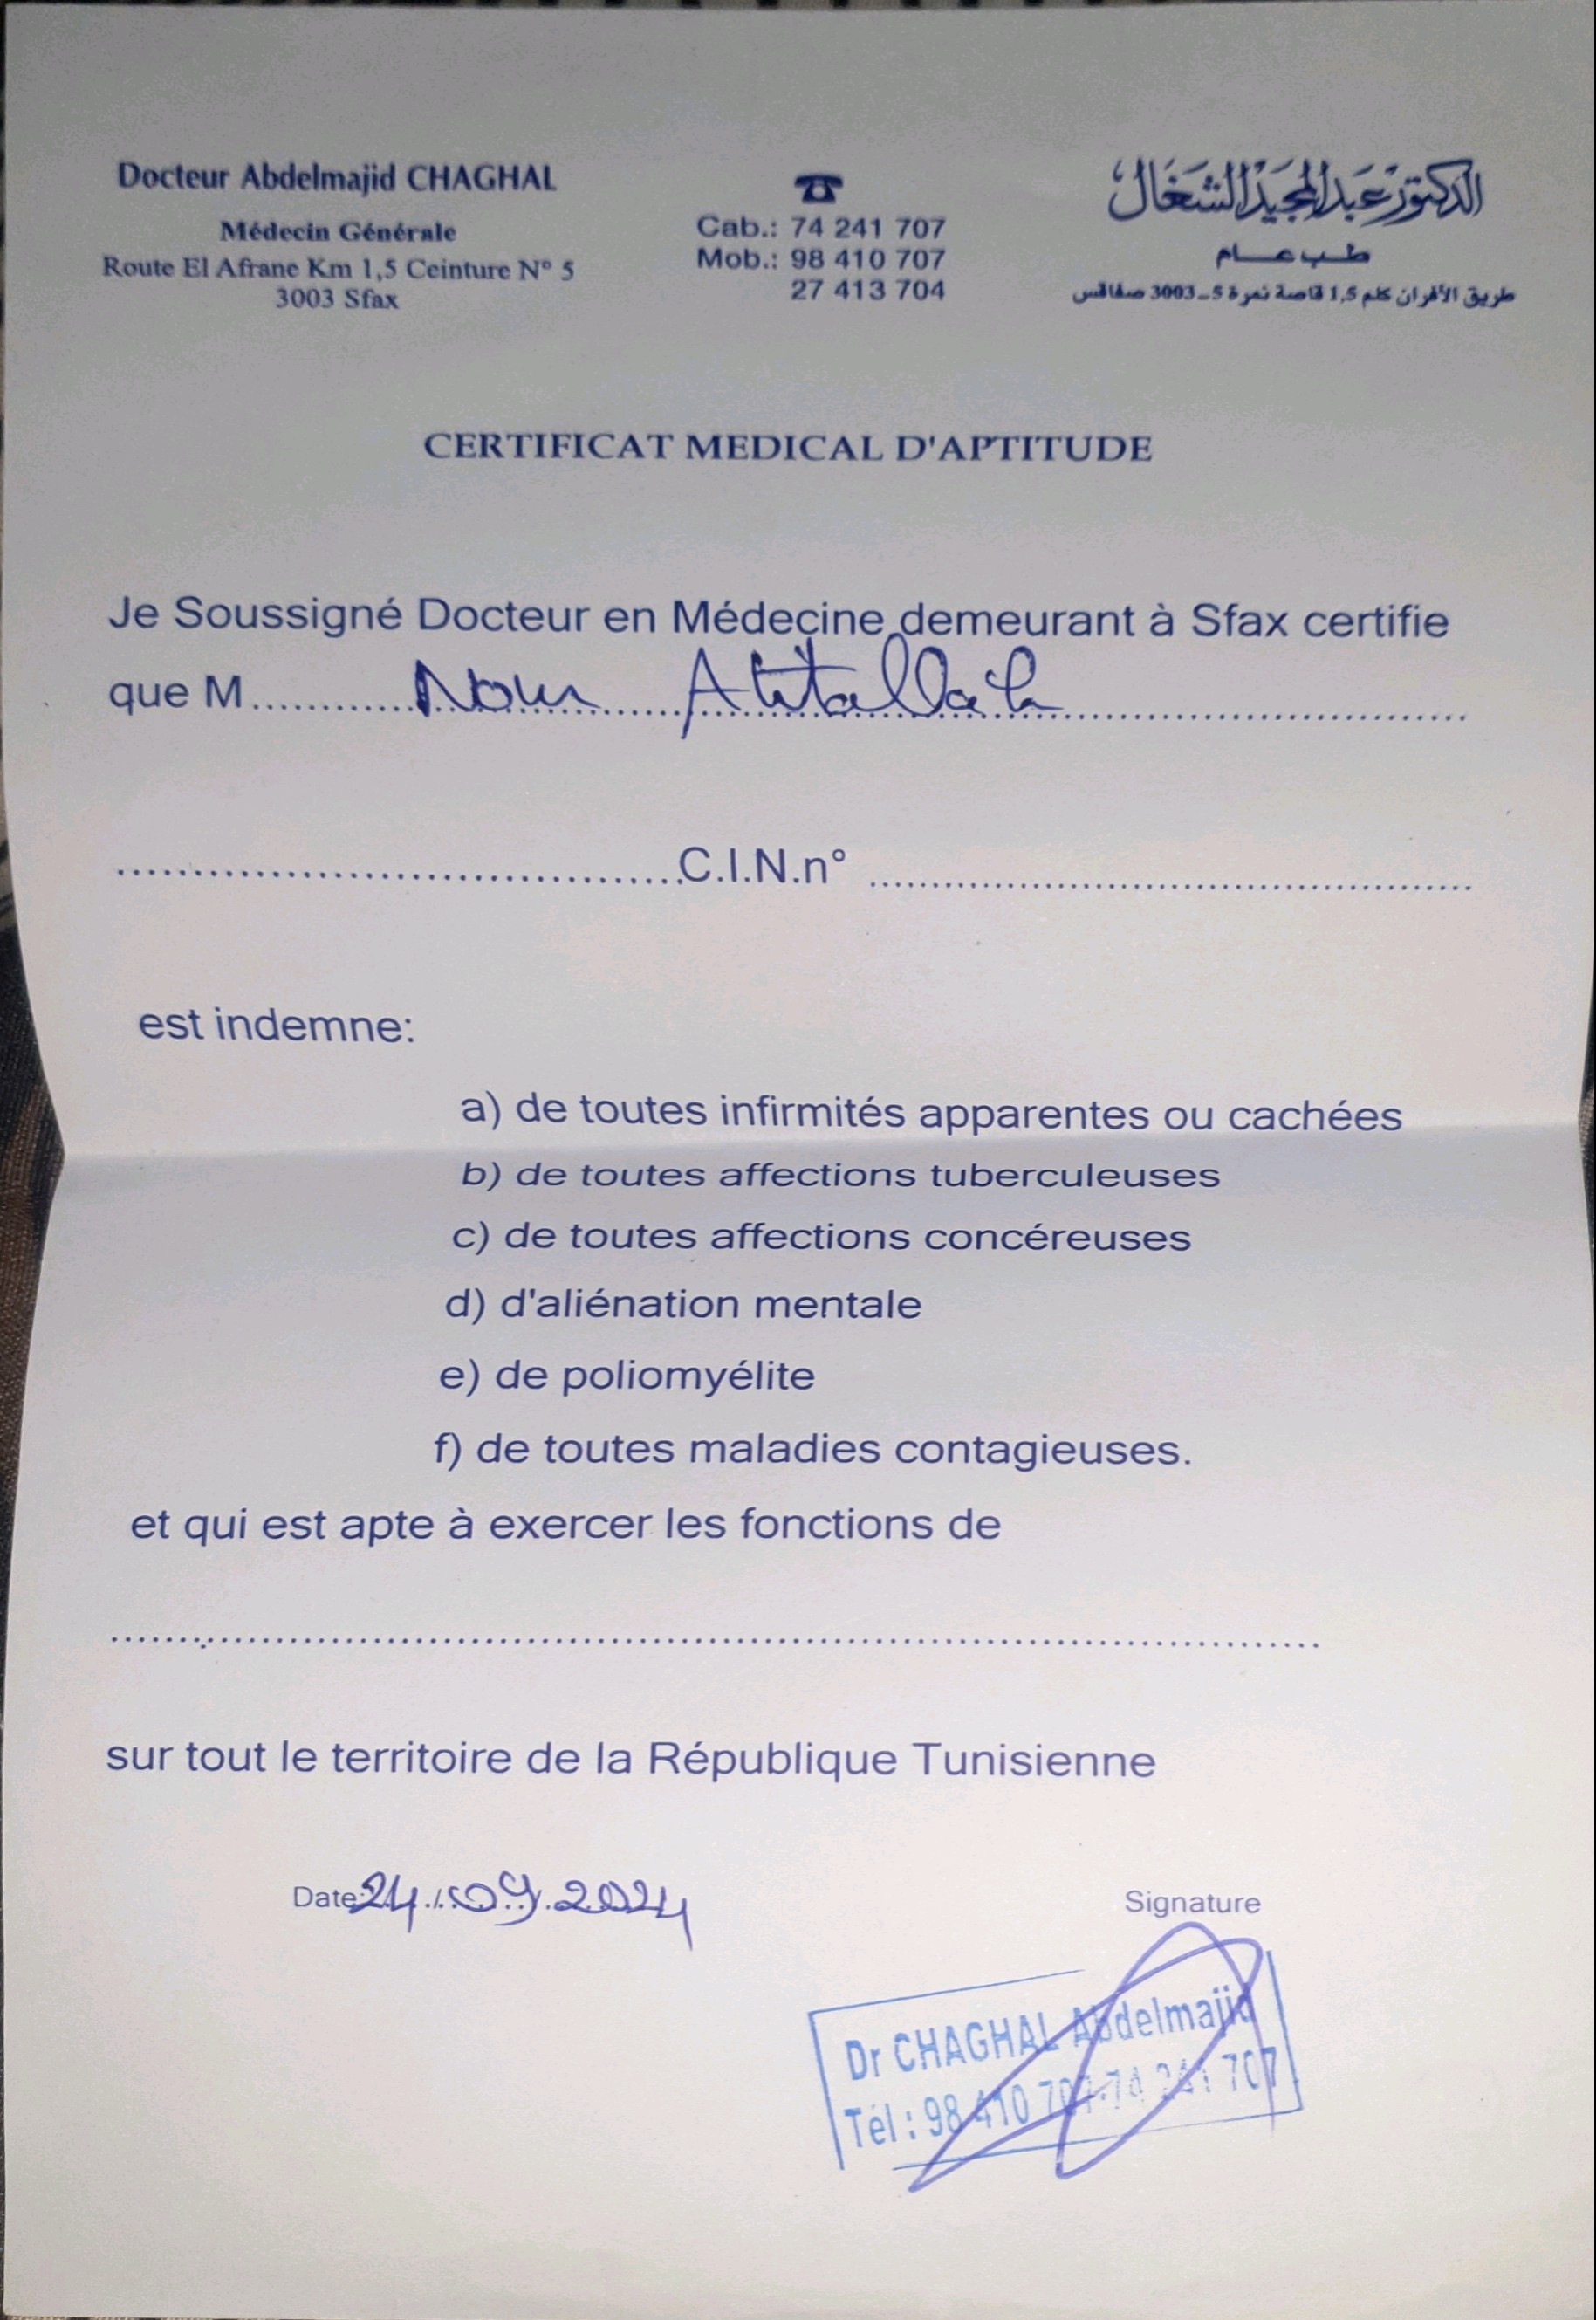 Docteur Abdelmajid CHAGHAL
Médecin Générale
Route El Afrane Km 1,5 Ceinture N° 5
3003 Sfax
☎
Cab.: 74 241 707
Mob.: 98 410 707
27 413 704
الدكتور عبد المجيد الشغال
طب عام
طريق الأفران كلم 1,5 قاصة نمرة 5 - 3003 صفاقس
CERTIFICAT MEDICAL D'APTITUDE
Je Soussigné Docteur en Médecine demeurant à Sfax certifie
que M.......... Nour Atitallah ..........
..........C.I.N.n° ..........
est indemne:
a) de toutes infirmités apparentes ou cachées
b) de toutes affections tuberculeuses
c) de toutes affections concéreuses
d) d'aliénation mentale
e) de poliomyélite
f) de toutes maladies contagieuses.
et qui est apte à exercer les fonctions de
..........
sur tout le territoire de la République Tunisienne
Date: 24/09/2024
Signature
Dr CHAGHAL Abdelmajid
Tél : 98 410 707-74 241 707